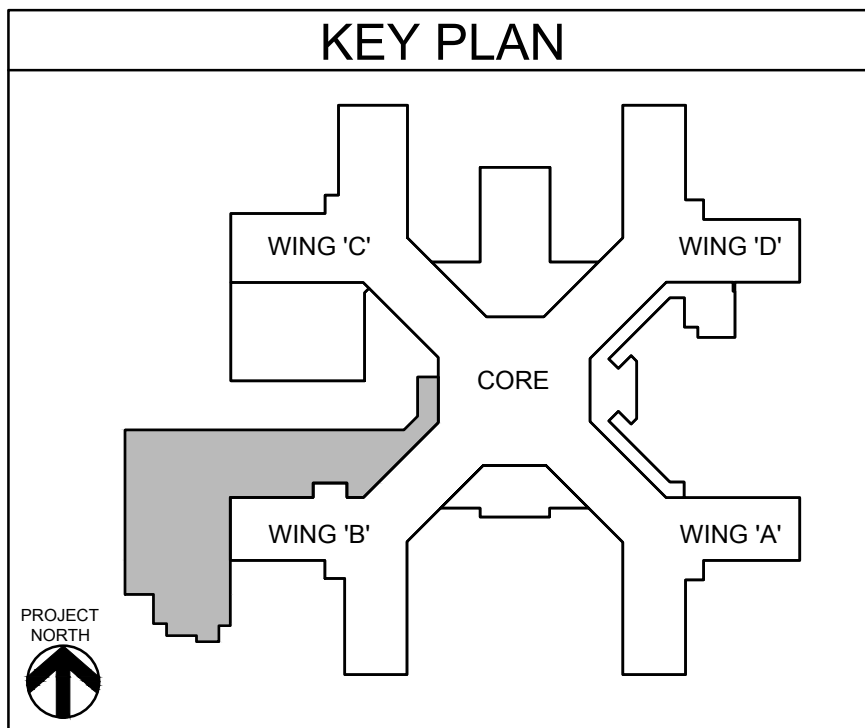 KEY PLAN
WING 'C'
WING 'D'
CORE
WING 'B'
WING 'A'
PROJECT
NORTH